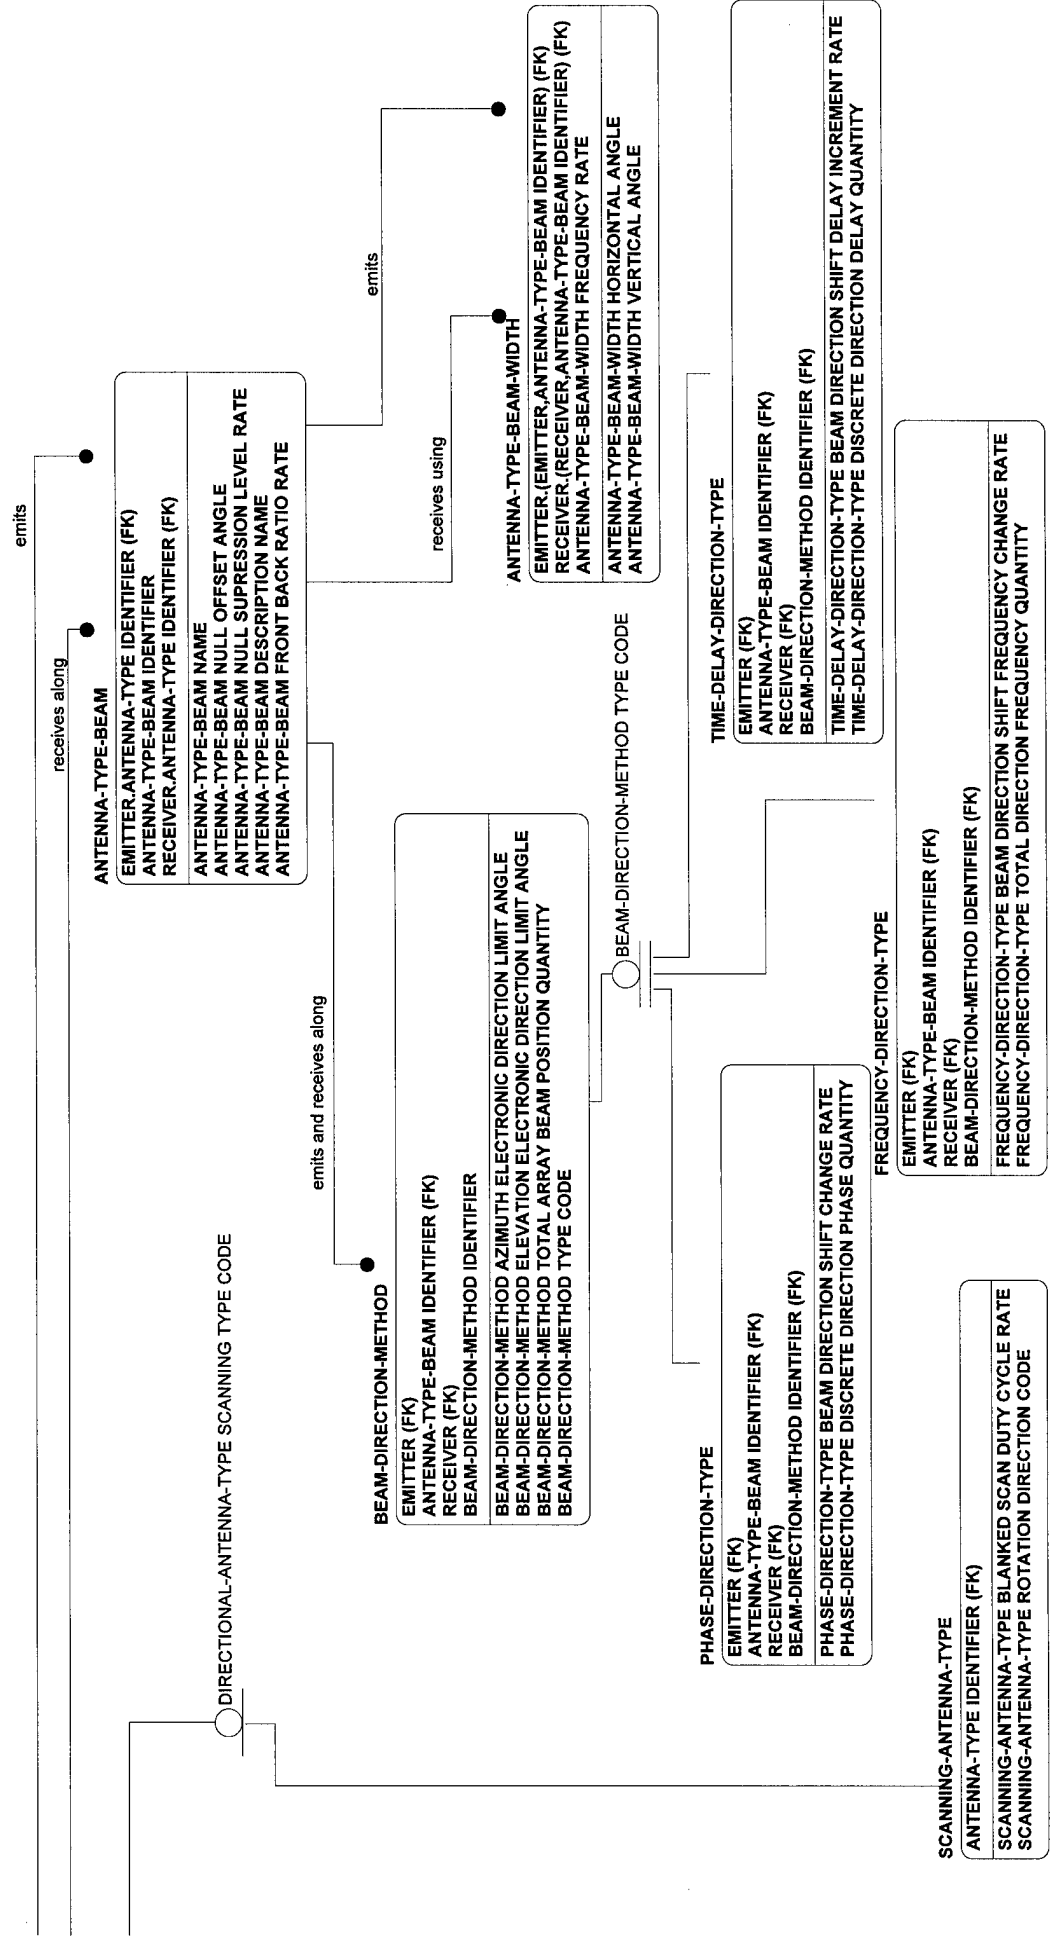 emits
receives along
ANTENNA-TYPE-BEAM
EMITTER.ANTENNA-TYPE IDENTIFIER (FK)
ANTENNA-TYPE-BEAM IDENTIFIER
RECEIVER.ANTENNA-TYPE IDENTIFIER (FK)
ANTENNA-TYPE-BEAM NAME
ANTENNA-TYPE-BEAM NULL OFFSET ANGLE
ANTENNA-TYPE-BEAM NULL SUPRESSION LEVEL RATE
ANTENNA-TYPE-BEAM DESCRIPTION NAME
ANTENNA-TYPE-BEAM FRONT BACK RATIO RATE
emits
receives using
emits and receives along
DIRECTIONAL-ANTENNA-TYPE SCANNING TYPE CODE
BEAM-DIRECTION-METHOD
EMITTER (FK)
ANTENNA-TYPE-BEAM IDENTIFIER (FK)
RECEIVER (FK)
BEAM-DIRECTION-METHOD IDENTIFIER
BEAM-DIRECTION-METHOD AZIMUTH ELECTRONIC DIRECTION LIMIT ANGLE
BEAM-DIRECTION-METHOD ELEVATION ELECTRONIC DIRECTION LIMIT ANGLE
BEAM-DIRECTION-METHOD TOTAL ARRAY BEAM POSITION QUANTITY
BEAM-DIRECTION-METHOD TYPE CODE
ANTENNA-TYPE-BEAM-WIDTH
EMITTER.(EMITTER,ANTENNA-TYPE-BEAM IDENTIFIER) (FK)
RECEIVER.(RECEIVER,ANTENNA-TYPE-BEAM IDENTIFIER) (FK)
ANTENNA-TYPE-BEAM-WIDTH FREQUENCY RATE
ANTENNA-TYPE-BEAM-WIDTH HORIZONTAL ANGLE
ANTENNA-TYPE-BEAM-WIDTH VERTICAL ANGLE
BEAM-DIRECTION-METHOD TYPE CODE
PHASE-DIRECTION-TYPE
EMITTER (FK)
ANTENNA-TYPE-BEAM IDENTIFIER (FK)
RECEIVER (FK)
BEAM-DIRECTION-METHOD IDENTIFIER (FK)
PHASE-DIRECTION-TYPE BEAM DIRECTION SHIFT CHANGE RATE
PHASE-DIRECTION-TYPE DISCRETE DIRECTION PHASE QUANTITY
TIME-DELAY-DIRECTION-TYPE
EMITTER (FK)
ANTENNA-TYPE-BEAM IDENTIFIER (FK)
RECEIVER (FK)
BEAM-DIRECTION-METHOD IDENTIFIER (FK)
TIME-DELAY-DIRECTION-TYPE BEAM DIRECTION SHIFT DELAY INCREMENT RATE
TIME-DELAY-DIRECTION-TYPE DISCRETE DIRECTION DELAY QUANTITY
FREQUENCY-DIRECTION-TYPE
EMITTER (FK)
ANTENNA-TYPE-BEAM IDENTIFIER (FK)
RECEIVER (FK)
BEAM-DIRECTION-METHOD IDENTIFIER (FK)
FREQUENCY-DIRECTION-TYPE BEAM DIRECTION SHIFT FREQUENCY CHANGE RATE
FREQUENCY-DIRECTION-TYPE TOTAL DIRECTION FREQUENCY QUANTITY
SCANNING-ANTENNA-TYPE
ANTENNA-TYPE IDENTIFIER (FK)
SCANNING-ANTENNA-TYPE BLANKED SCAN DUTY CYCLE RATE
SCANNING-ANTENNA-TYPE ROTATION DIRECTION CODE